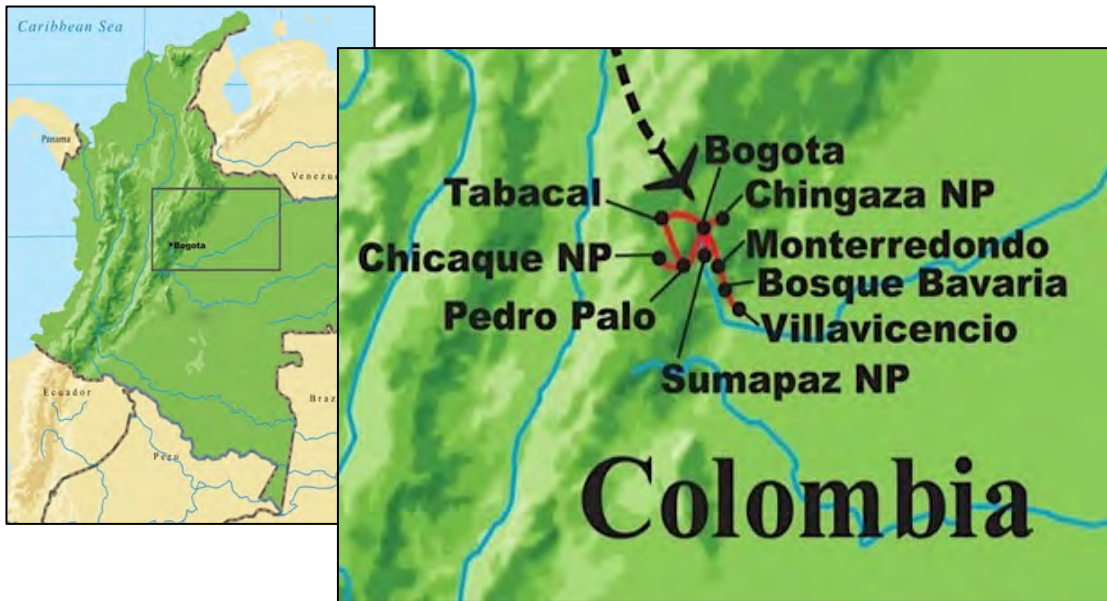 Caribbean Sea
Panama
Venezu
Bogota
Ecuador
Peru
Braz
Bogota
Tabacal
Chingaza NP
Chicaque NP
Monterredondo
Bosque Bavaria
Pedro Palo
Villavicencio
Sumapaz NP
Colombia